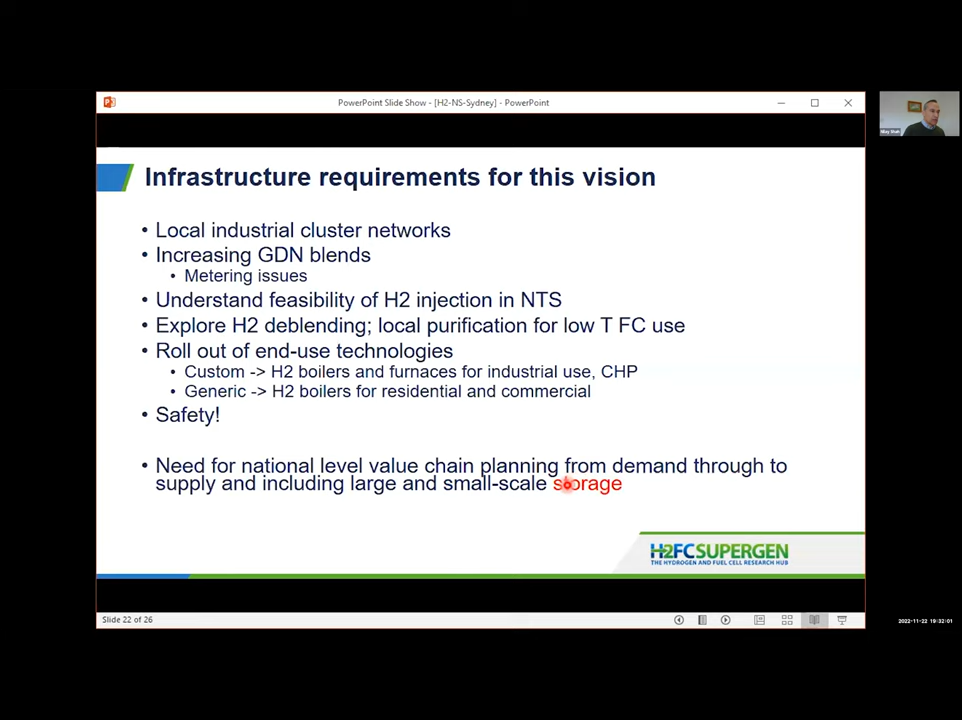 PowerPoint Slide Show - [H2-NS-Sydney] - PowerPoint
Infrastructure requirements for this vision
• Local industrial cluster networks
• Increasing GDN blends
• Metering issues
• Understand feasibility of H2 injection in NTS
• Explore H2 deblending; local purification for low T FC use
• Roll out of end-use technologies
• Custom -> H2 boilers and furnaces for industrial use, CHP
• Generic -> H2 boilers for residential and commercial
• Safety!
• Need for national level value chain planning from demand through to
supply and including large and small-scale storage
H2FCSUPERGEN
THE HYDROGEN AND FUEL CELL RESEARCH HUB
Slide 22 of 26
2022-11-22 19:32:01